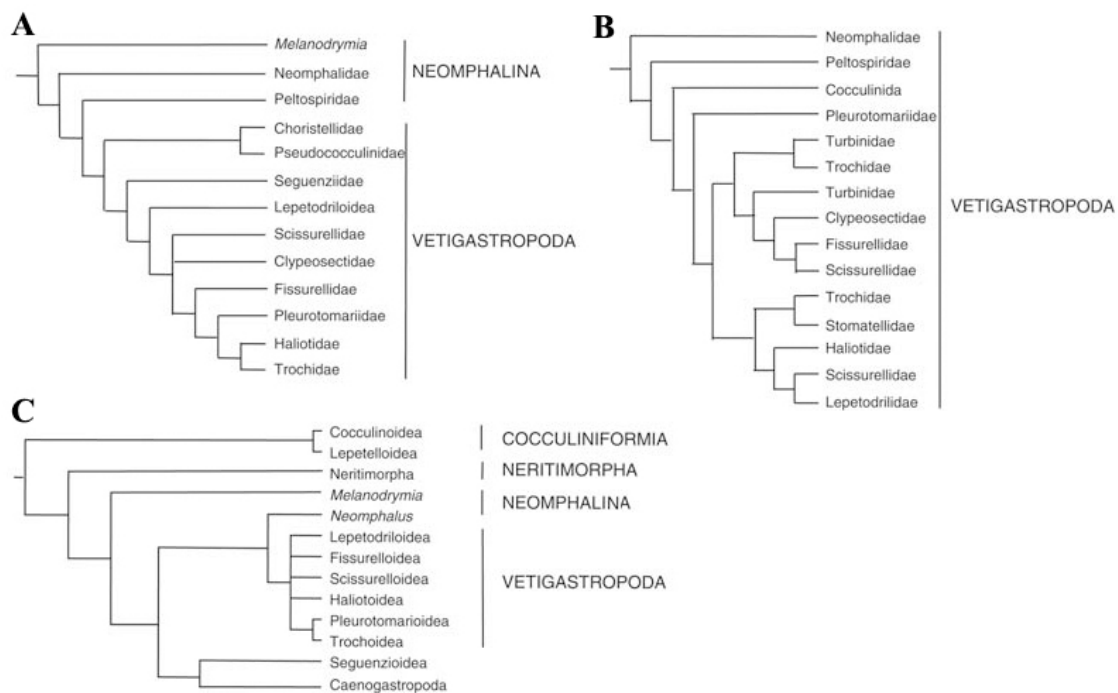 A
Melanodrymia
Neomphalidae
Peltospiridae
NEOMPHALINA
Choristellidae
Pseudococculinidae
Seguenziidae
Lepetodriloidea
Scissurellidae
Clypeosectidae
Fissurellidae
Pleurotomariidae
Haliotidae
Trochidae
VETIGASTROPODA
B
Neomphalidae
Peltospiridae
Cocculinida
Pleurotomariidae
Turbinidae
Trochidae
Turbinidae
Clypeosectidae
Fissurellidae
Scissurellidae
Trochidae
Stomatellidae
Haliotidae
Scissurellidae
Lepetodrilidae
VETIGASTROPODA
C
Cocculinoidea
Lepetelloidea
COCCULINIFORMIA
Neritimorpha
NERITIMORPHA
Melanodrymia
Neomphalus
NEOMPHALINA
Lepetodriloidea
Fissurelloidea
Scissurelloidea
Haliotoidea
Pleurotomarioidea
Trochoidea
VETIGASTROPODA
Seguenzioidea
Caenogastropoda